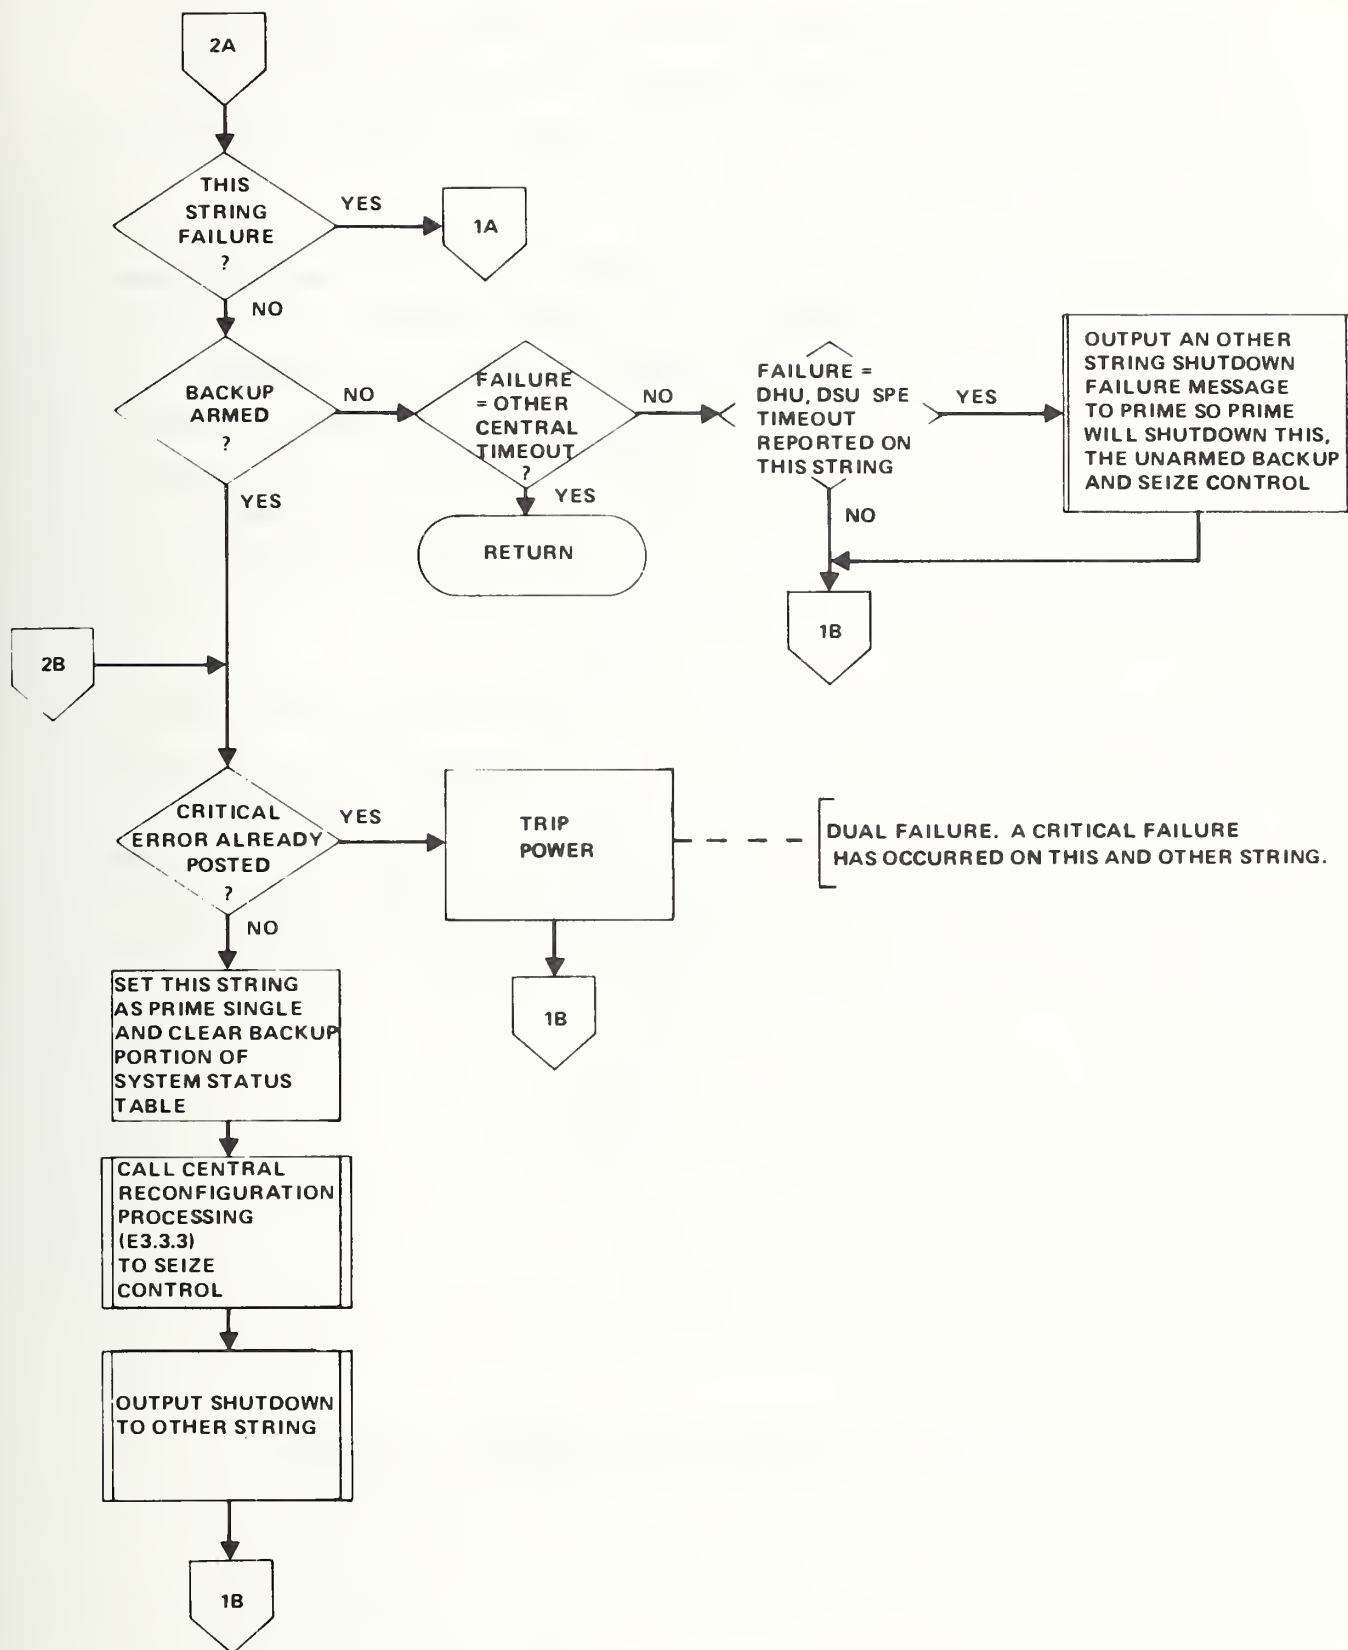 2A
THIS
STRING
FAILURE
?
YES
1A
NO
BACKUP
ARMED
?
NO
FAILURE
= OTHER
CENTRAL
TIMEOUT
?
NO
FAILURE =
DHU, DSU SPE
TIMEOUT
REPORTED ON
THIS STRING
YES
OUTPUT AN OTHER
STRING SHUTDOWN
FAILURE MESSAGE
TO PRIME SO PRIME
WILL SHUTDOWN THIS,
THE UNARMED BACKUP
AND SEIZE CONTROL
YES
YES
NO
RETURN
1B
2B
CRITICAL
ERROR ALREADY
POSTED
?
YES
TRIP
POWER
DUAL FAILURE. A CRITICAL FAILURE
HAS OCCURRED ON THIS AND OTHER STRING.
NO
1B
SET THIS STRING
AS PRIME SINGLE
AND CLEAR BACKUP
PORTION OF
SYSTEM STATUS
TABLE
CALL CENTRAL
RECONFIGURATION
PROCESSING
(E3.3.3)
TO SEIZE
CONTROL
OUTPUT SHUTDOWN
TO OTHER STRING
1B